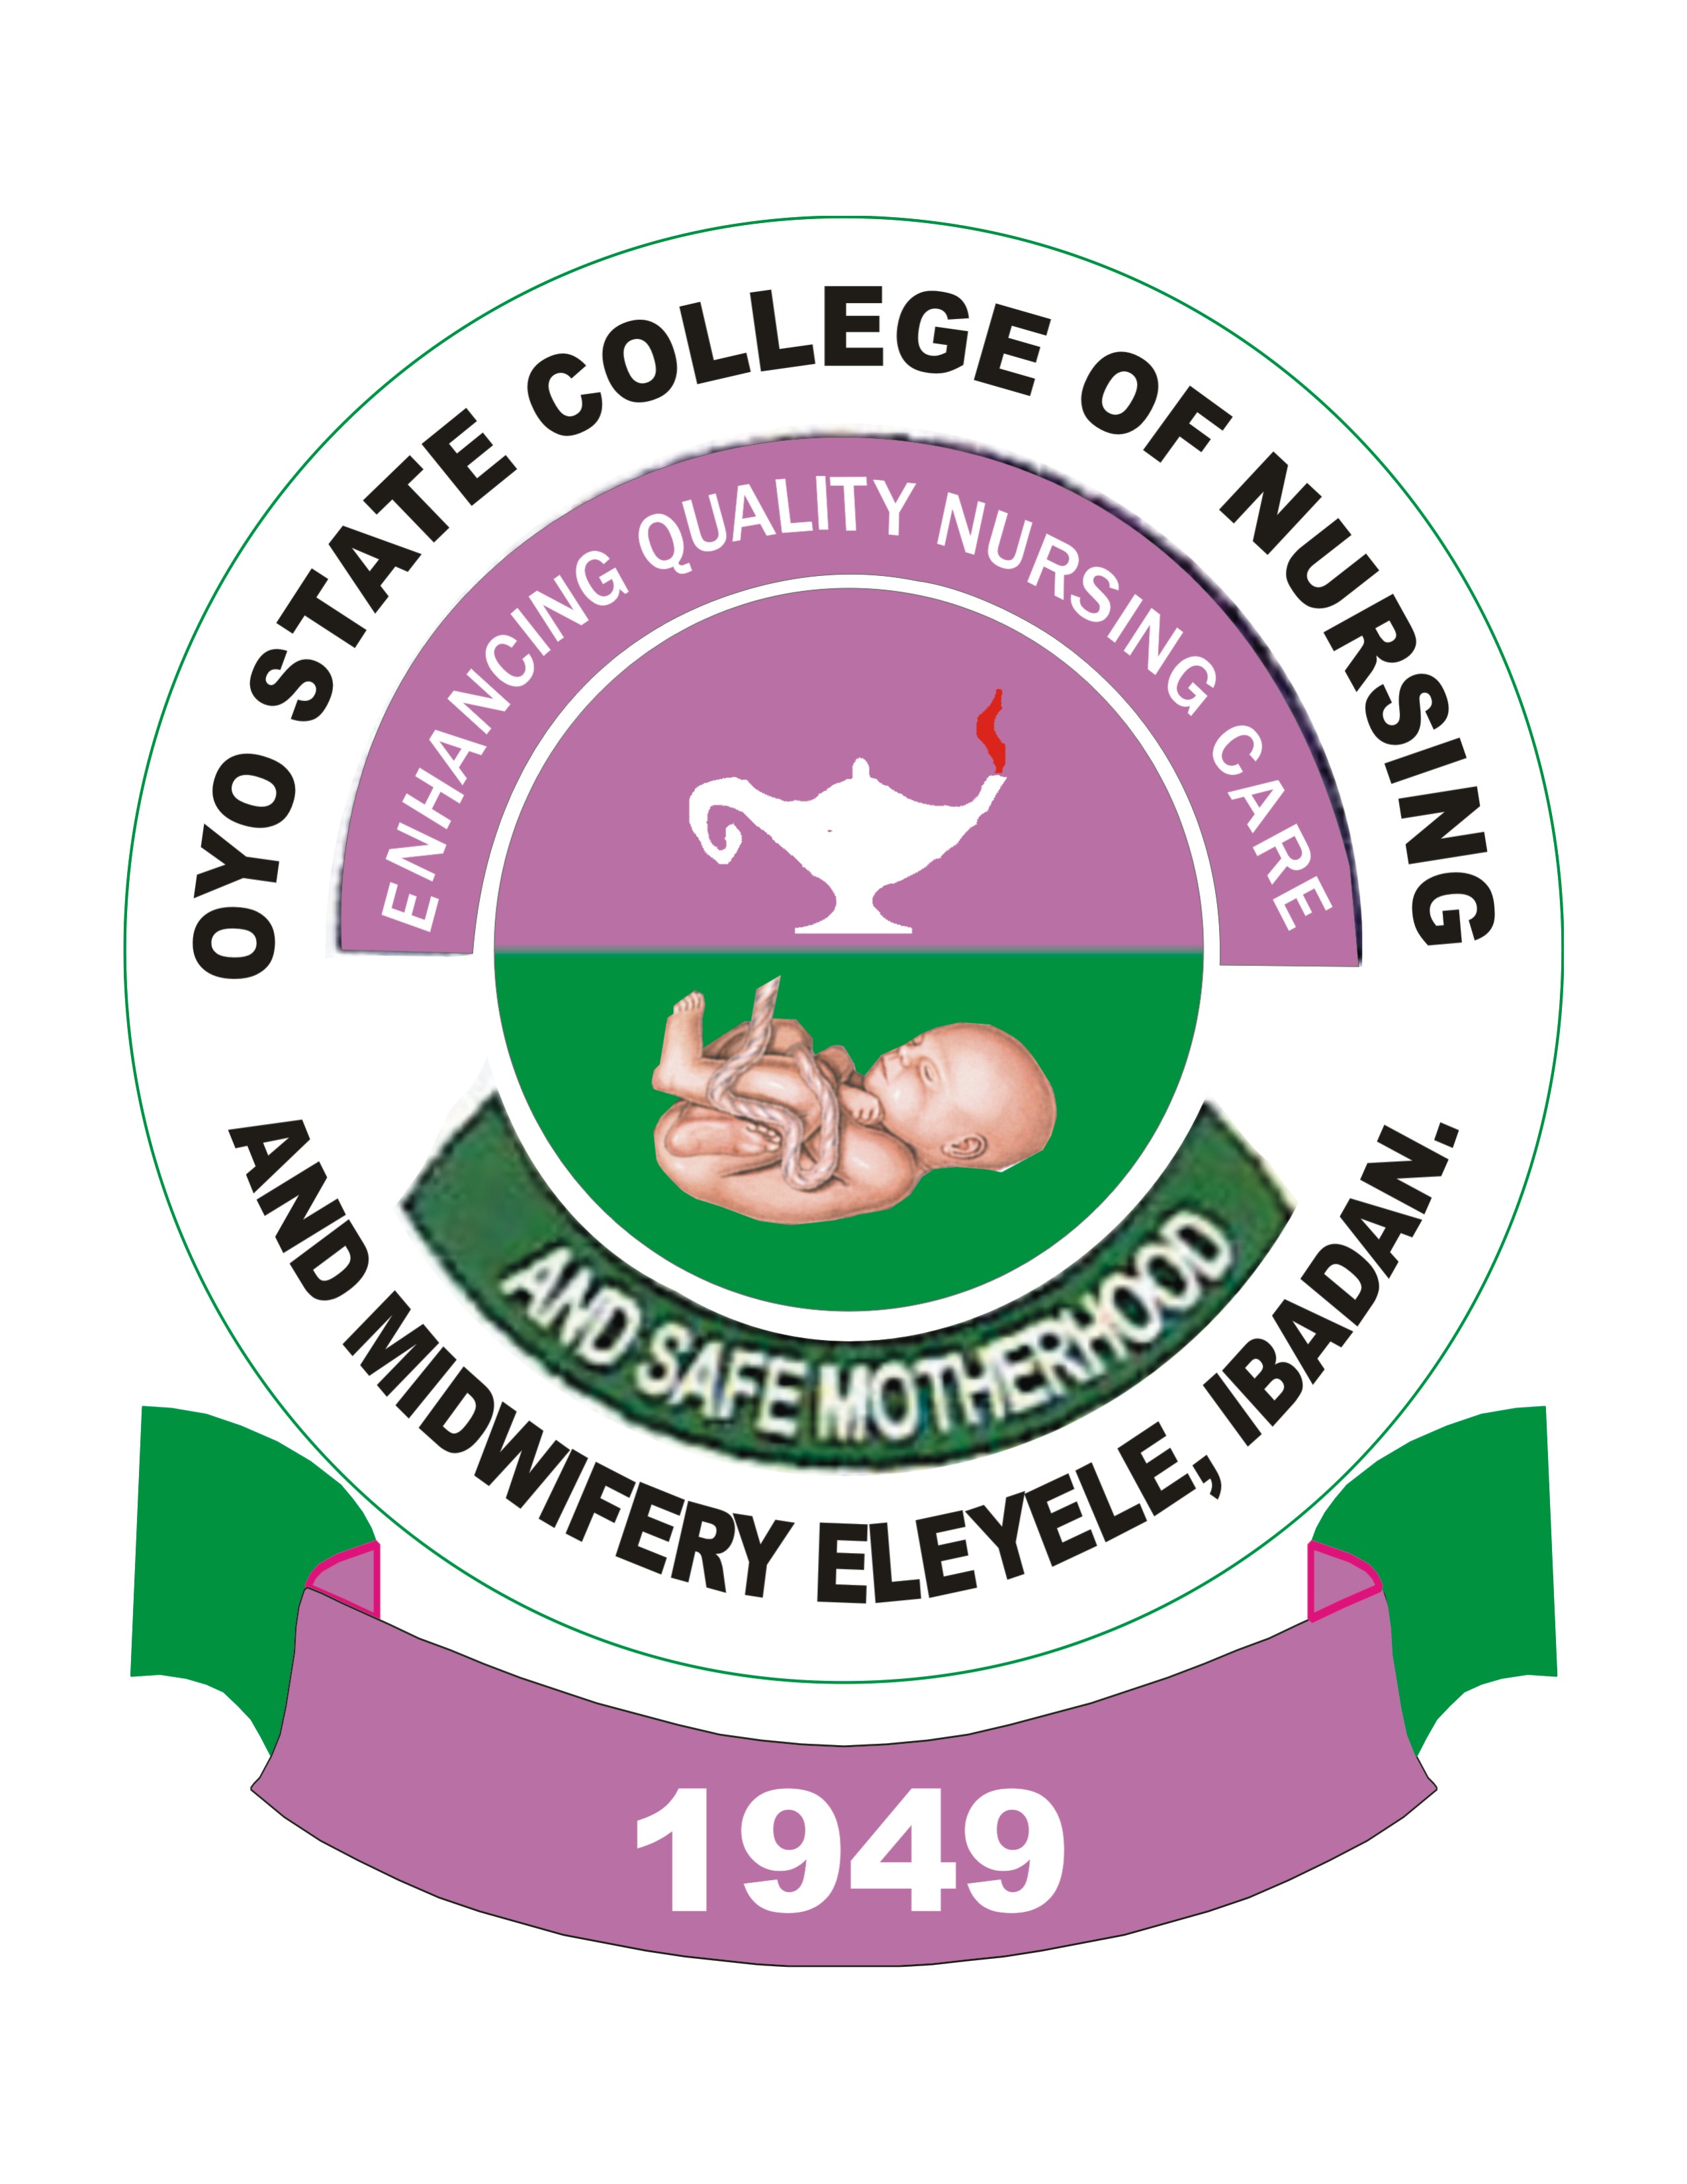 OYO STATE COLLEGE OF NURSING
AND MIDWIFERY ELEYELE, IBADAN.
ENHANCING QUALITY NURSING CARE
AND SAFE MOTHERHOOD
1949